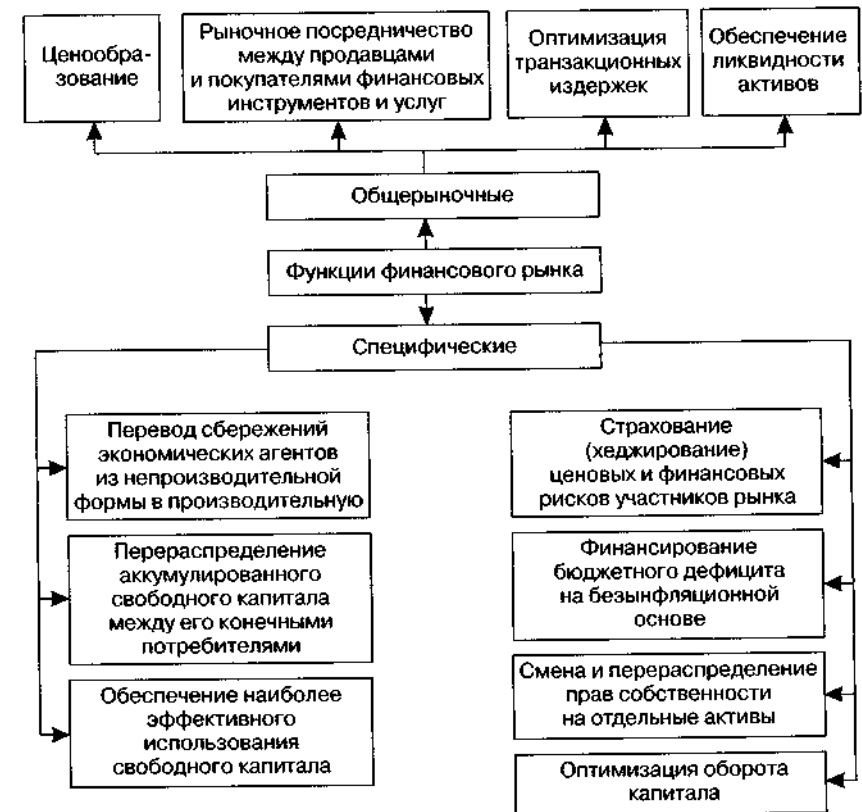 Ценообра-
зование
Рыночное посредничество
между продавцами
и покупателями финансовых
инструментов и услуг
Оптимизация
транзакционных
издержек
Обеспечение
ликвидности
активов
Общерыночные
Функции финансового рынка
Специфические
Перевод сбережений
экономических агентов
из непроизводительной
формы в производительную
Перераспределение
аккумулированного
свободного капитала
между его конечными
потребителями
Обеспечение наиболее
эффективного
использования
свободного капитала
Страхование
(хеджирование)
ценовых и финансовых
рисков участников рынка
Финансирование
бюджетного дефицита
на безынфляционной
основе
Смена и перераспределение
прав собственности
на отдельные активы
Оптимизация оборота
капитала